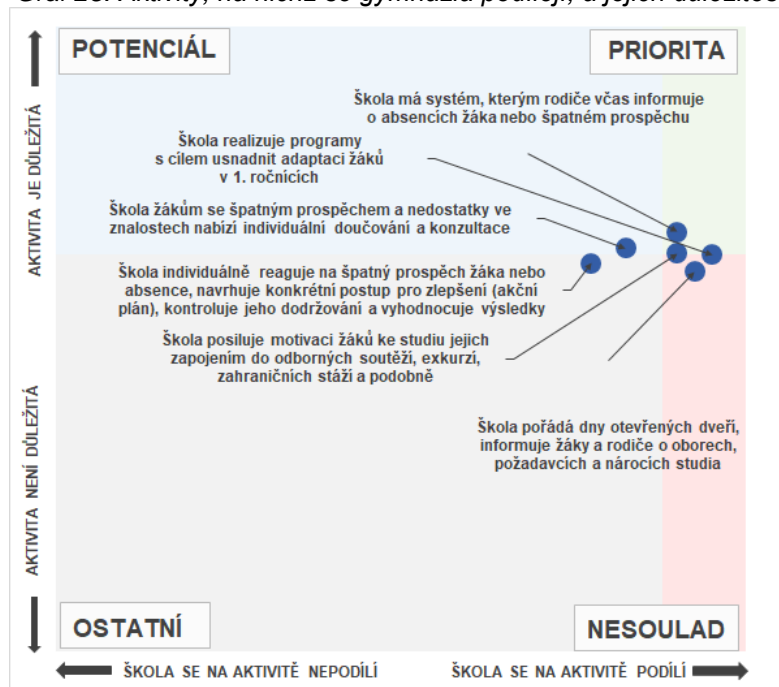 POTENCIÁL
PRIORITA
Škola má systém, kterým rodiče včas informuje
o absencích žáka nebo špatném prospěchu
Škola realizuje programy
s cílem usnadnit adaptaci žáků
v 1. ročnících
Škola žákům se špatným prospěchem a nedostatky ve
znalostech nabízí individuální doučování a konzultace
Škola individuálně reaguje na špatný prospěch žáka nebo
absence, navrhuje konkrétní postup pro zlepšení (akční
plán), kontroluje jeho dodržování a vyhodnocuje výsledky
Škola posiluje motivaci žáků ke studiu jejich
zapojením do odborných soutěží, exkurzí,
zahraničních stáží a podobně
Škola pořádá dny otevřených dveří,
informuje žáky a rodiče o oborech,
požadavcích a nárocích studia
AKTIVITA JE DŮLEŽITÁ
AKTIVITA NENÍ DŮLEŽITÁ
OSTATNÍ
NESOULAD
ŠKOLA SE NA AKTIVITĚ NEPODÍLÍ
ŠKOLA SE NA AKTIVITĚ PODÍLÍ